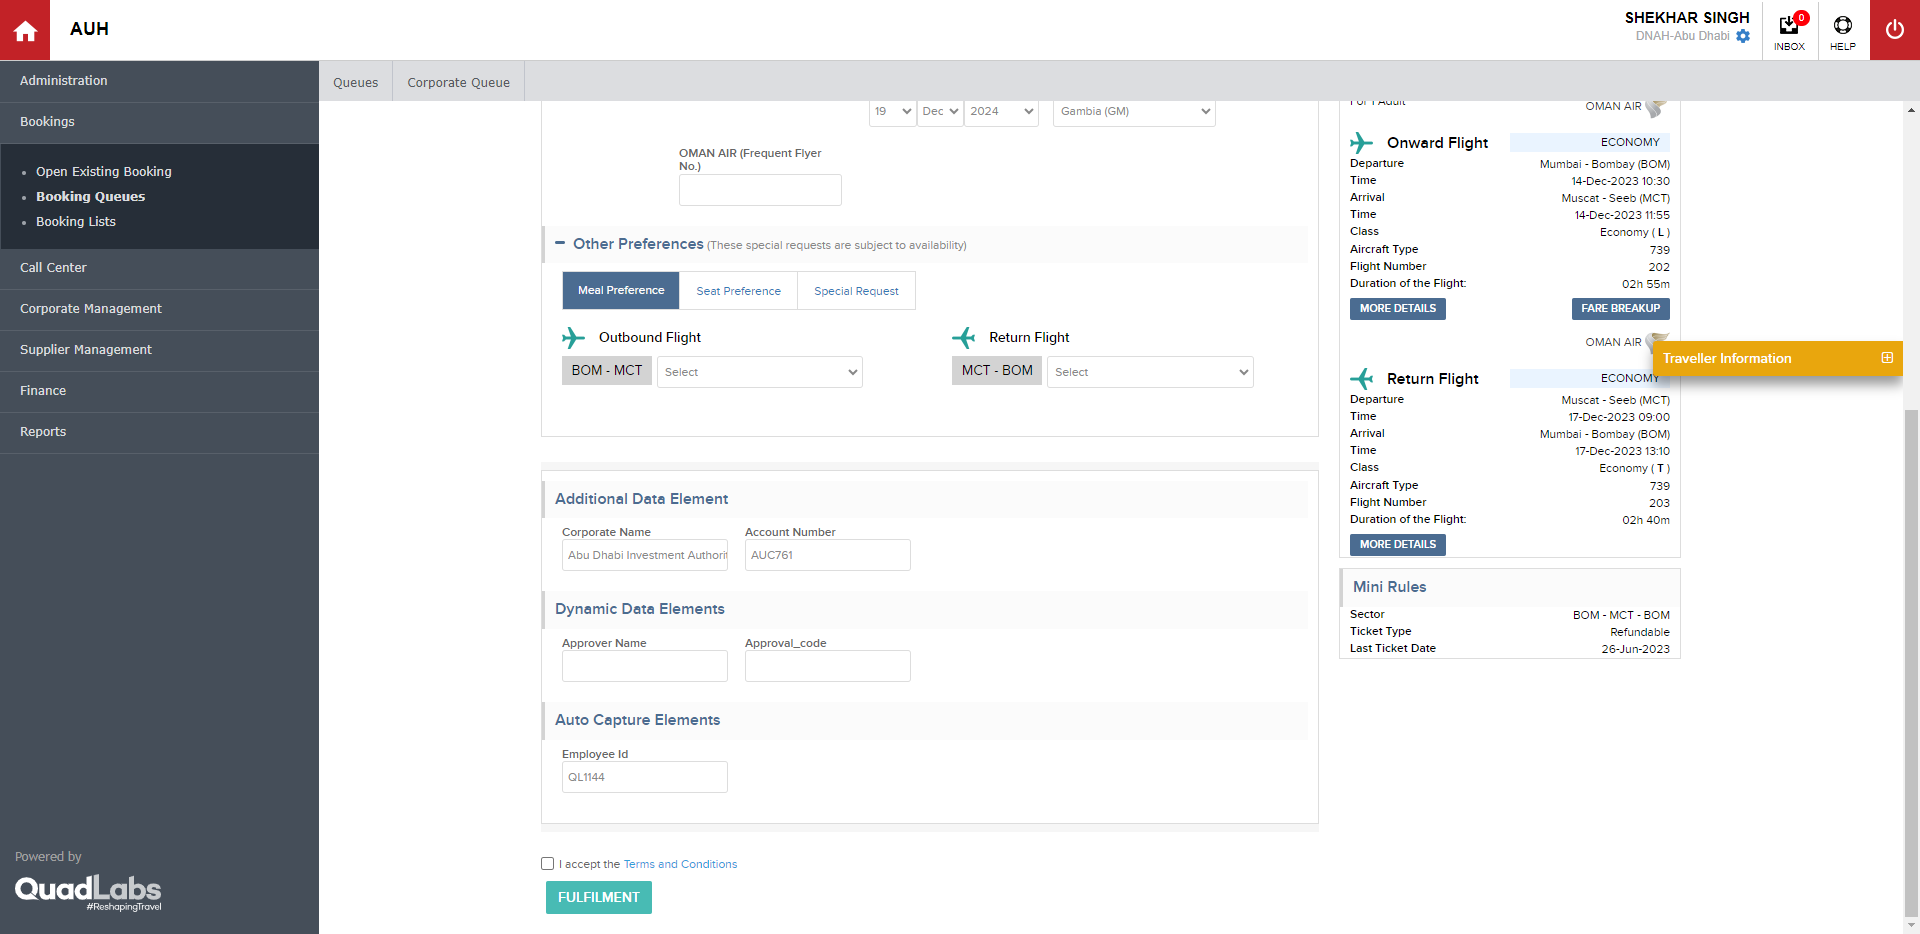 AUH
SHEKHAR SINGH
DNAH-Abu Dhabi
0
INBOX
HELP
Administration
Bookings
Open Existing Booking
Booking Queues
Booking Lists
Call Center
Corporate Management
Supplier Management
Finance
Reports
Powered by
QuadLabs
#ReshapingTravel
Queues
Corporate Queue
19
Dec
2024
Gambia (GM)
OMAN AIR (Frequent Flyer
No.)
Other Preferences (These special requests are subject to availability)
Meal Preference
Seat Preference
Special Request
Outbound Flight
Return Flight
BOM - MCT
Select
MCT - BOM
Select
Additional Data Element
Corporate Name
Account Number
Abu Dhabi Investment Authorit
AUC761
Dynamic Data Elements
Approver Name
Approval_code
Auto Capture Elements
Employee Id
QL1144
I accept the Terms and Conditions
FULFILMENT
For 1 Adult
OMAN AIR
Onward Flight
ECONOMY
Departure Mumbai - Bombay (BOM)
Time 14-Dec-2023 10:30
Arrival Muscat - Seeb (MCT)
Time 14-Dec-2023 11:55
Class Economy ( L )
Aircraft Type 739
Flight Number 202
Duration of the Flight: 02h 55m
MORE DETAILS
FARE BREAKUP
OMAN AIR
Traveller Information
Return Flight
ECONOMY
Departure Muscat - Seeb (MCT)
Time 17-Dec-2023 09:00
Arrival Mumbai - Bombay (BOM)
Time 17-Dec-2023 13:10
Class Economy ( T )
Aircraft Type 739
Flight Number 203
Duration of the Flight: 02h 40m
MORE DETAILS
Mini Rules
Sector BOM - MCT - BOM
Ticket Type Refundable
Last Ticket Date 26-Jun-2023